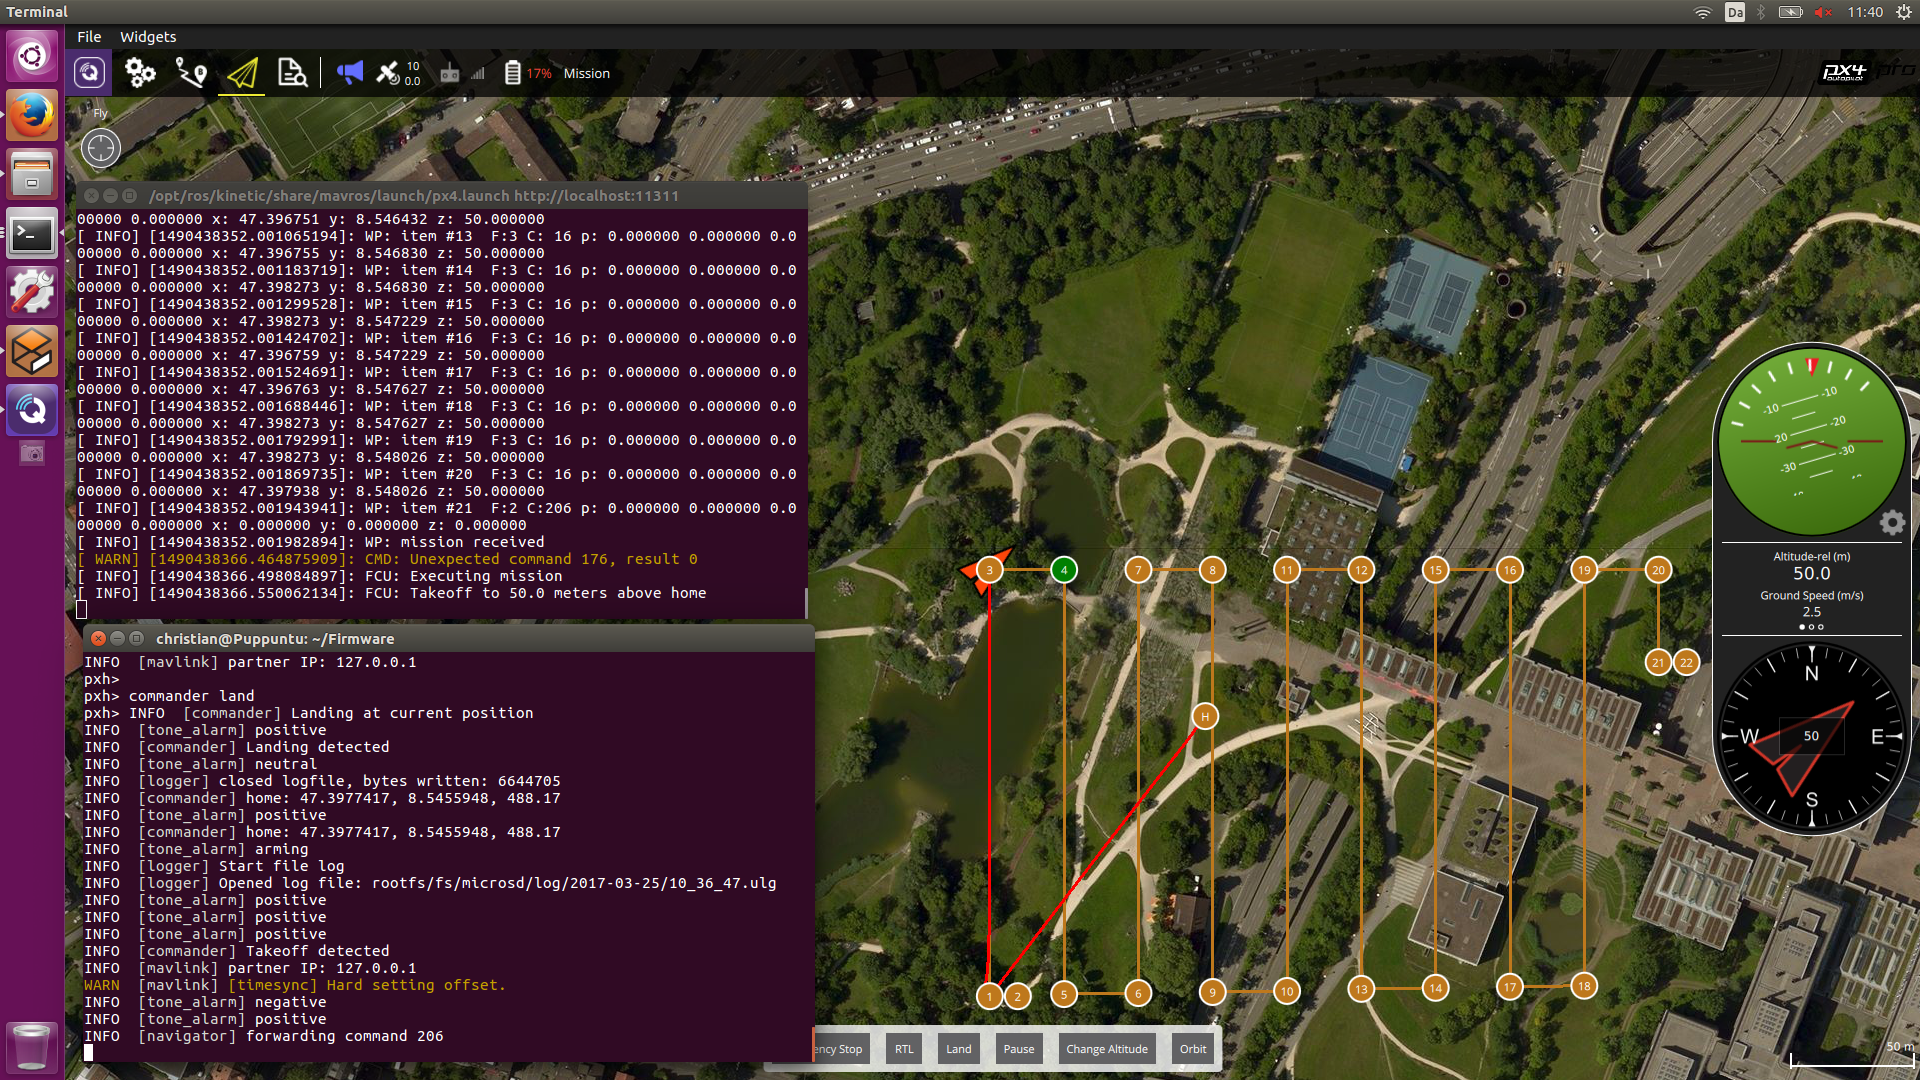 Terminal
Da
11:40
File Widgets
10
0.0
17% Mission
px4 pro
autopilot
Fly
/opt/ros/kinetic/share/mavros/launch/px4.launch http://localhost:11311
00000 0.000000 x: 47.396751 y: 8.546432 z: 50.000000
[ INFO] [1490438352.001065194]: WP: item #13  F:3 C: 16 p: 0.000000 0.000000 0.0
00000 0.000000 x: 47.396755 y: 8.546830 z: 50.000000
[ INFO] [1490438352.001183719]: WP: item #14  F:3 C: 16 p: 0.000000 0.000000 0.0
00000 0.000000 x: 47.398273 y: 8.546830 z: 50.000000
[ INFO] [1490438352.001299528]: WP: item #15  F:3 C: 16 p: 0.000000 0.000000 0.0
00000 0.000000 x: 47.398273 y: 8.547229 z: 50.000000
[ INFO] [1490438352.001424702]: WP: item #16  F:3 C: 16 p: 0.000000 0.000000 0.0
00000 0.000000 x: 47.396759 y: 8.547229 z: 50.000000
[ INFO] [1490438352.001524691]: WP: item #17  F:3 C: 16 p: 0.000000 0.000000 0.0
00000 0.000000 x: 47.396763 y: 8.547627 z: 50.000000
[ INFO] [1490438352.001688446]: WP: item #18  F:3 C: 16 p: 0.000000 0.000000 0.0
00000 0.000000 x: 47.398273 y: 8.547627 z: 50.000000
[ INFO] [1490438352.001792991]: WP: item #19  F:3 C: 16 p: 0.000000 0.000000 0.0
00000 0.000000 x: 47.398273 y: 8.548026 z: 50.000000
[ INFO] [1490438352.001869735]: WP: item #20  F:3 C: 16 p: 0.000000 0.000000 0.0
00000 0.000000 x: 47.397938 y: 8.548026 z: 50.000000
[ INFO] [1490438352.001943941]: WP: item #21  F:2 C:206 p: 0.000000 0.000000 0.0
00000 0.000000 x: 0.000000 y: 0.000000 z: 0.000000
[ INFO] [1490438352.001982894]: WP: mission received
[ WARN] [1490438366.464875909]: CMD: Unexpected command 176, result 0
[ INFO] [1490438366.498084897]: FCU: Executing mission
[ INFO] [1490438366.550062134]: FCU: Takeoff to 50.0 meters above home
christian@Puppuntu: ~/Firmware
INFO  [mavlink] partner IP: 127.0.0.1
pxh>
pxh> commander land
pxh> INFO  [commander] Landing at current position
INFO  [tone_alarm] positive
INFO  [commander] Landing detected
INFO  [tone_alarm] neutral
INFO  [logger] closed logfile, bytes written: 6644705
INFO  [commander] home: 47.3977417, 8.5455948, 488.17
INFO  [tone_alarm] positive
INFO  [commander] home: 47.3977417, 8.5455948, 488.17
INFO  [tone_alarm] arming
INFO  [logger] Start file log
INFO  [logger] Opened log file: rootfs/fs/microsd/log/2017-03-25/10_36_47.ulg
INFO  [tone_alarm] positive
INFO  [tone_alarm] positive
INFO  [tone_alarm] positive
INFO  [commander] Takeoff detected
INFO  [mavlink] partner IP: 127.0.0.1
WARN  [mavlink] [timesync] Hard setting offset.
INFO  [tone_alarm] negative
INFO  [tone_alarm] positive
INFO  [navigator] forwarding command 206
3 4 7 8 11 12 15 16 19 20
21 22
H
1 2 5 6 9 10 13 14 17 18
-10 -10
20 -20
-30 -30
Altitude-rel (m)
50.0
Ground Speed (m/s)
2.5
N
W 50 E
S
ency Stop RTL Land Pause Change Altitude Orbit
50 m